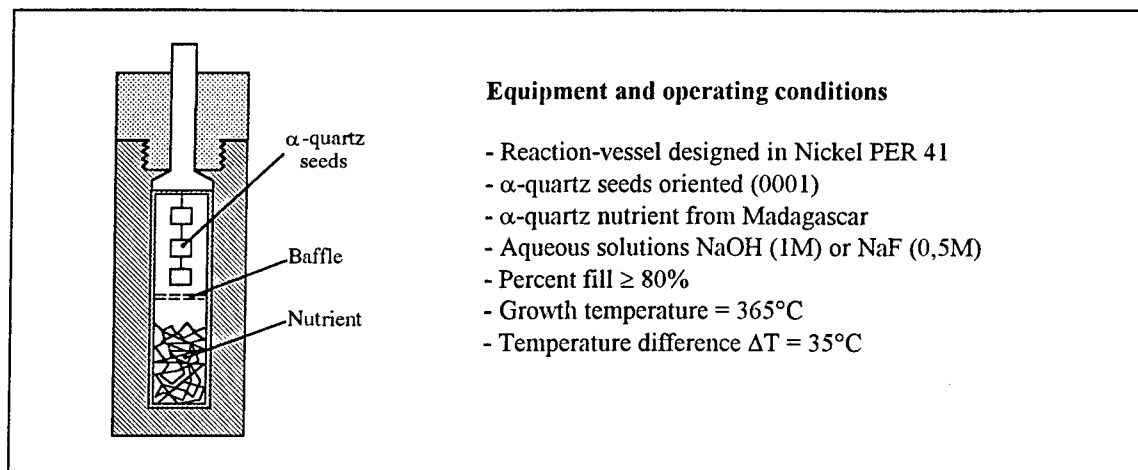 α-quartz
seeds
Baffle
Nutrient
Equipment and operating conditions
- Reaction-vessel designed in Nickel PER 41
- α-quartz seeds oriented (0001)
- α-quartz nutrient from Madagascar
- Aqueous solutions NaOH (1M) or NaF (0,5M)
- Percent fill ≥ 80%
- Growth temperature = 365°C
- Temperature difference ΔT = 35°C